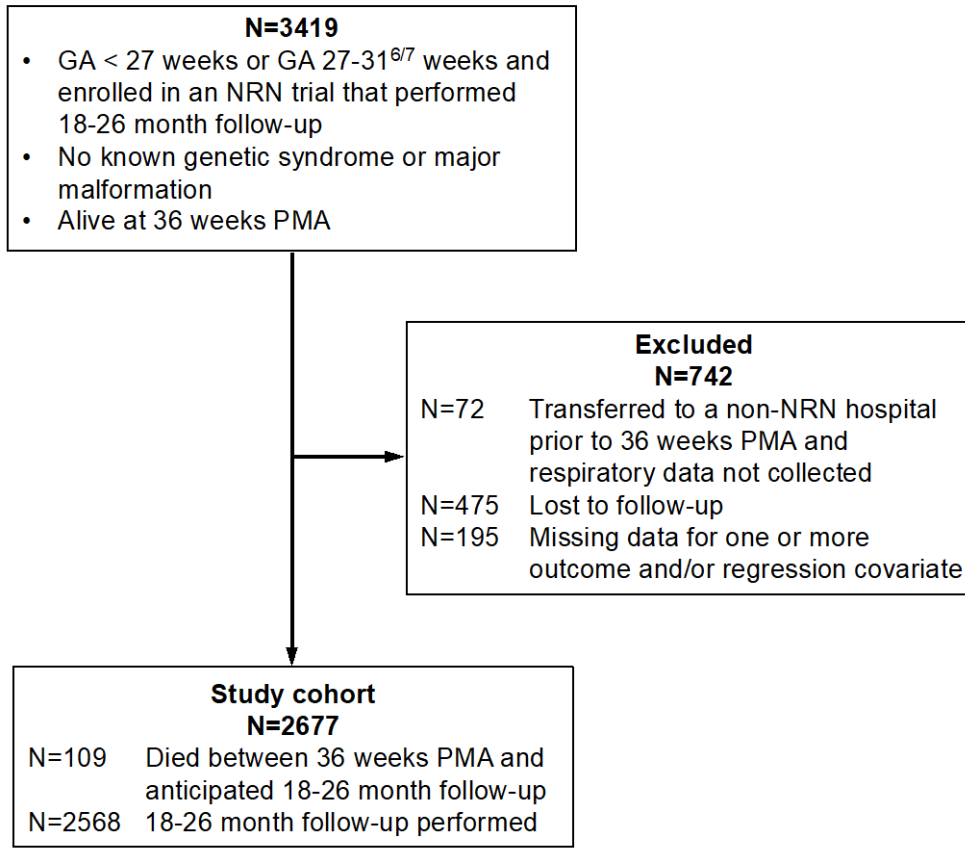 N=3419
• GA < 27 weeks or GA 27-31⁶ᐟ⁷ weeks and
enrolled in an NRN trial that performed
18-26 month follow-up
• No known genetic syndrome or major
malformation
• Alive at 36 weeks PMA
Excluded
N=742
N=72 Transferred to a non-NRN hospital
prior to 36 weeks PMA and
respiratory data not collected
N=475 Lost to follow-up
N=195 Missing data for one or more
outcome and/or regression covariate
Study cohort
N=2677
N=109 Died between 36 weeks PMA and
anticipated 18-26 month follow-up
N=2568 18-26 month follow-up performed